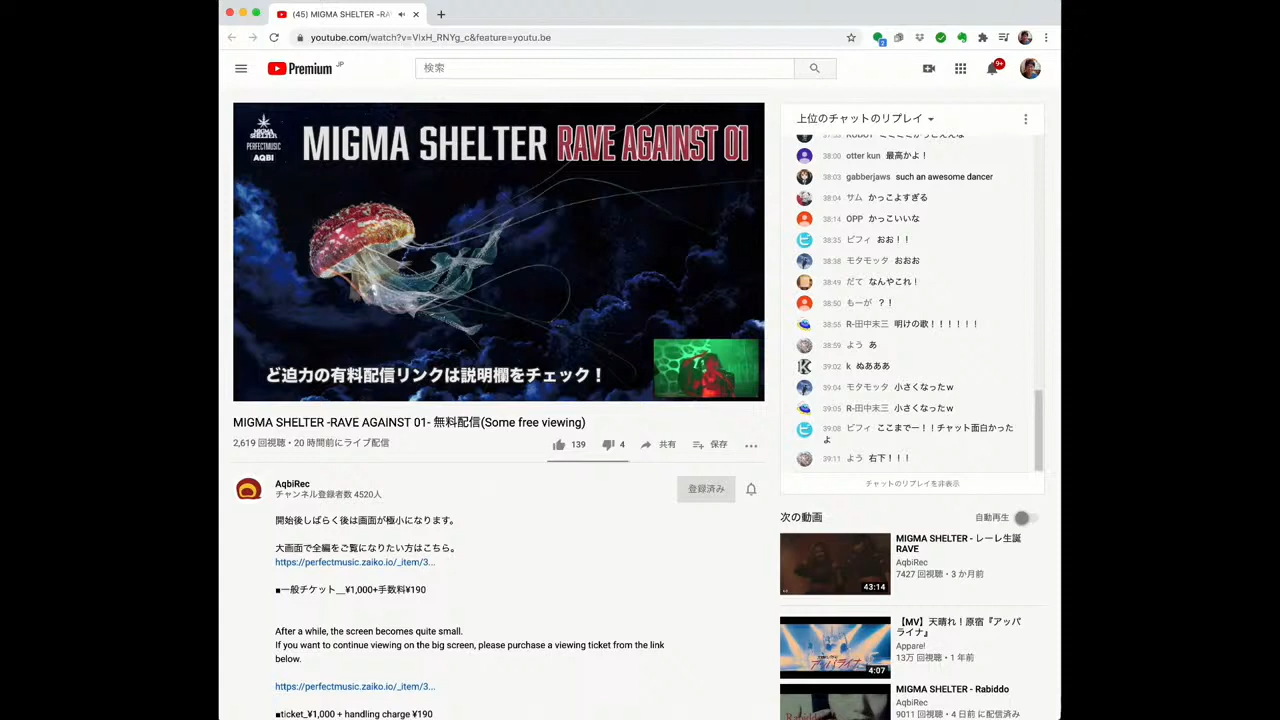 (45) MIGMA SHELTER -RA
youtube.com/watch?v=VIxH_RNYg_c&feature=youtu.be
Premium JP
検索
9+
MIGMA SHELTER
PERFECTMUSIC
AQBI
MIGMA SHELTER RAVE AGAINST 01
ど迫力の有料配信リンクは説明欄をチェック！
MIGMA SHELTER -RAVE AGAINST 01- 無料配信(Some free viewing)
2,619 回視聴・20 時間前にライブ配信
139
4
共有
保存
AqbiRec
チャンネル登録者数 4520人
登録済み
開始後しばらく後は画面が極小になります。
大画面で全編をご覧になりたい方はこちら。
https://perfectmusic.zaiko.io/_item/3...
■一般チケット__¥1,000+手数料¥190
After a while, the screen becomes quite small.
If you want to continue viewing on the big screen, please purchase a viewing ticket from the link
below.
https://perfectmusic.zaiko.io/_item/3...
■ticket_¥1,000 + handling charge ¥190
上位のチャットのリプレイ
38:00 otter kun 最高かよ！
38:03 gabberjaws such an awesome dancer
38:04 サム かっこよすぎる
38:14 OPP かっこいいな
38:35 ピフィ おお！！
38:38 モタモッタ おおお
38:49 だて なんやこれ！
38:50 もーが ？！
38:55 R-田中末三 明けの歌！！！！！！
38:59 よう あ
39:02 k ぬあああ
39:04 モタモッタ 小さくなったｗ
39:05 R-田中末三 小さくなったｗ
39:08 ピフィ ここまでー！！チャット面白かった
よ
39:11 よう 右下！！！
チャットのリプレイを非表示
次の動画
自動再生
MIGMA SHELTER - レーレ生誕
RAVE
AqbiRec
7427 回視聴・3 か月前
43:14
【MV】天晴れ！原宿『アッパ
ライナ』
Appare!
13万 回視聴・1 年前
4:07
MIGMA SHELTER - Rabiddo
AqbiRec
9011 回視聴・4 日前 に配信済み